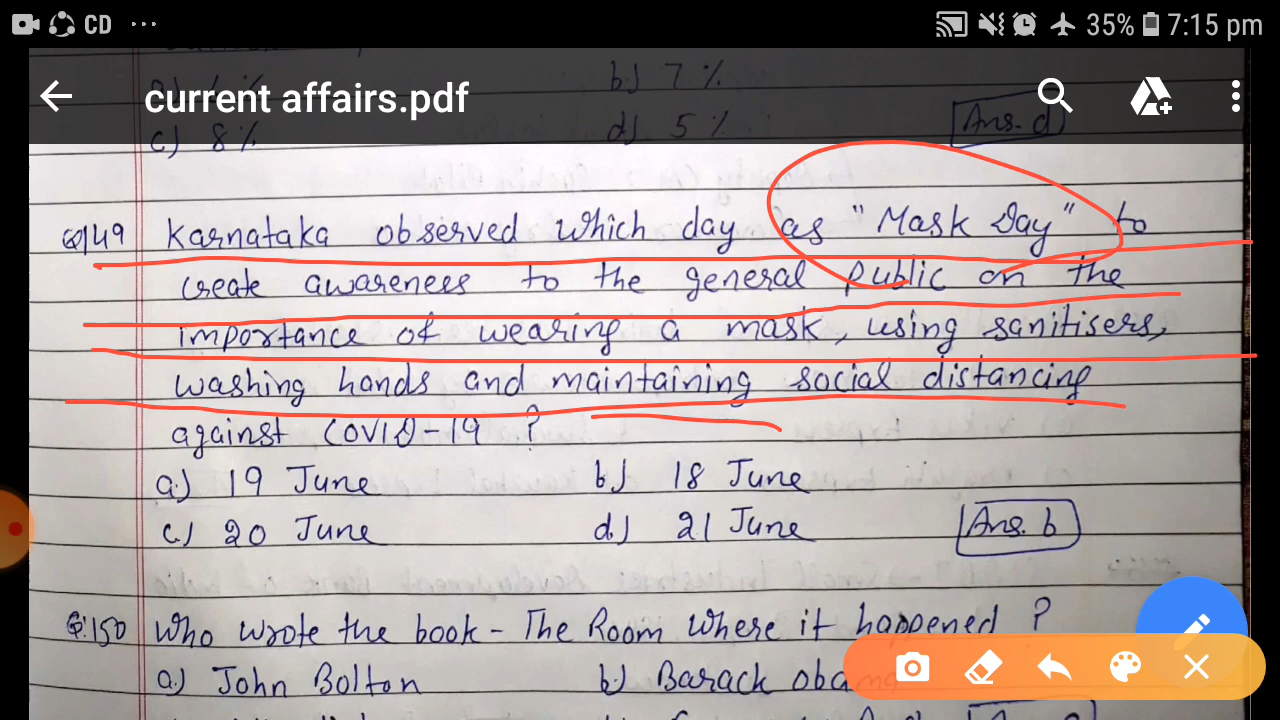 CD ... 35% 7:15 pm
current affairs.pdf
b.) 7 %
c.) 8 % d.) 5 % Ans. d
Q.149 Karnataka observed which day as "Mask Day" to
create awareness to the general public on the
importance of wearing a mask, using sanitisers,
washing hands and maintaining social distancing
against COVID-19 ?
a.) 19 June b.) 18 June
c.) 20 June d.) 21 June Ans. b
Q.150 Who wrote the book - The Room Where it happened ?
a.) John Bolton b.) Barack obama